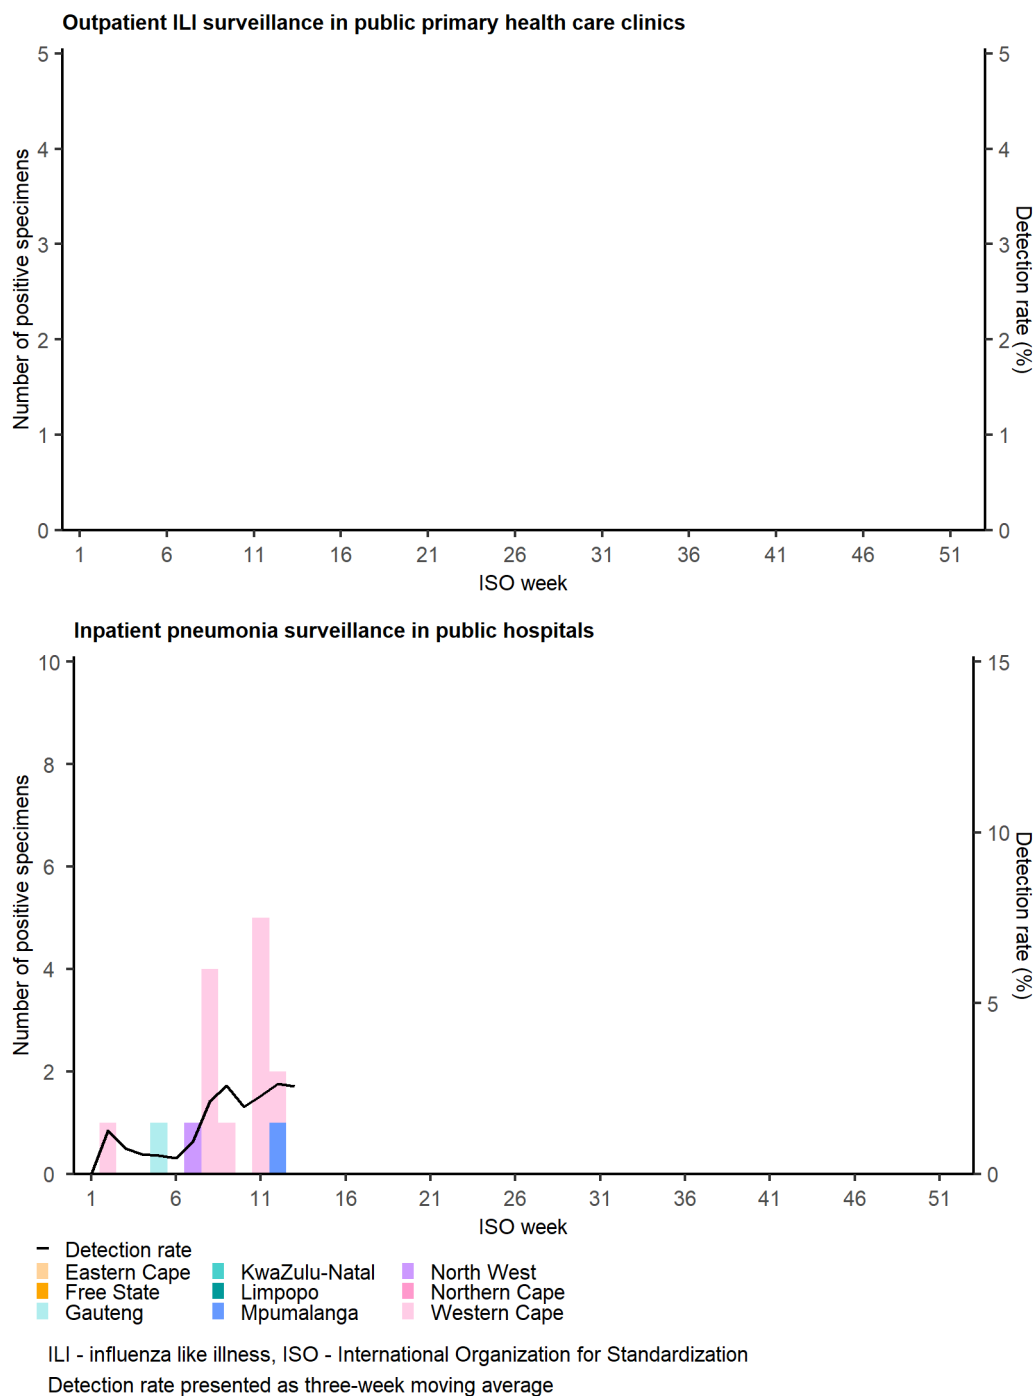 Outpatient ILI surveillance in public primary health care clinics
5
4
3
2
1
0
Number of positive specimens
5
4
3
2
1
0
Detection rate (%)
1 6 11 16 21 26 31 36 41 46 51
ISO week
Inpatient pneumonia surveillance in public hospitals
10
8
6
4
2
0
Number of positive specimens
15
10
5
0
Detection rate (%)
1 6 11 16 21 26 31 36 41 46 51
ISO week
Detection rate
Eastern Cape KwaZulu-Natal North West
Free State Limpopo Northern Cape
Gauteng Mpumalanga Western Cape
ILI - influenza like illness, ISO - International Organization for Standardization
Detection rate presented as three-week moving average